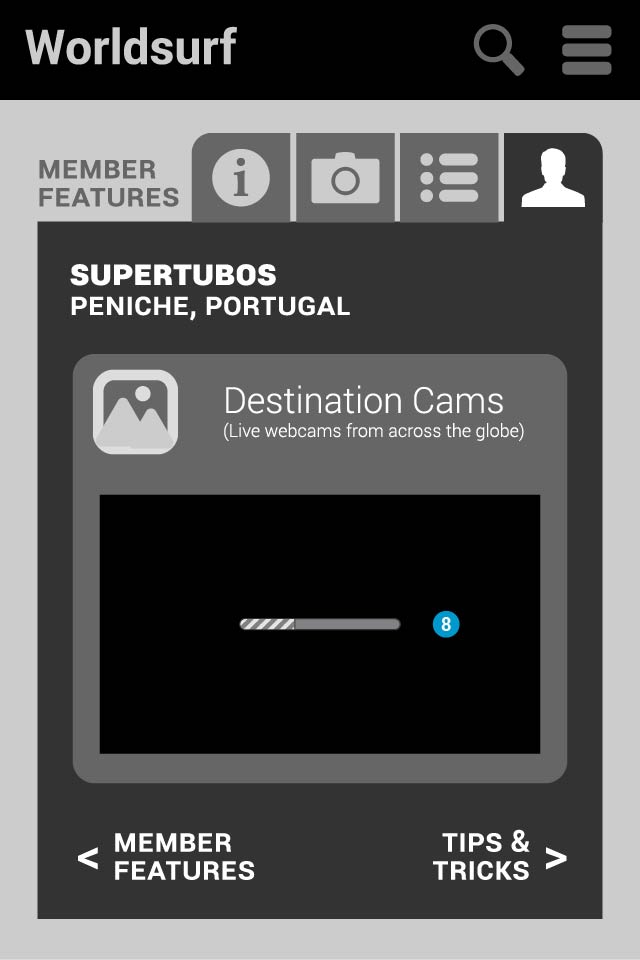 Worldsurf
MEMBER
FEATURES
i
SUPERTUBOS
PENICHE, PORTUGAL
Destination Cams
(Live webcams from across the globe)
8
< MEMBER
FEATURES
TIPS &
TRICKS >